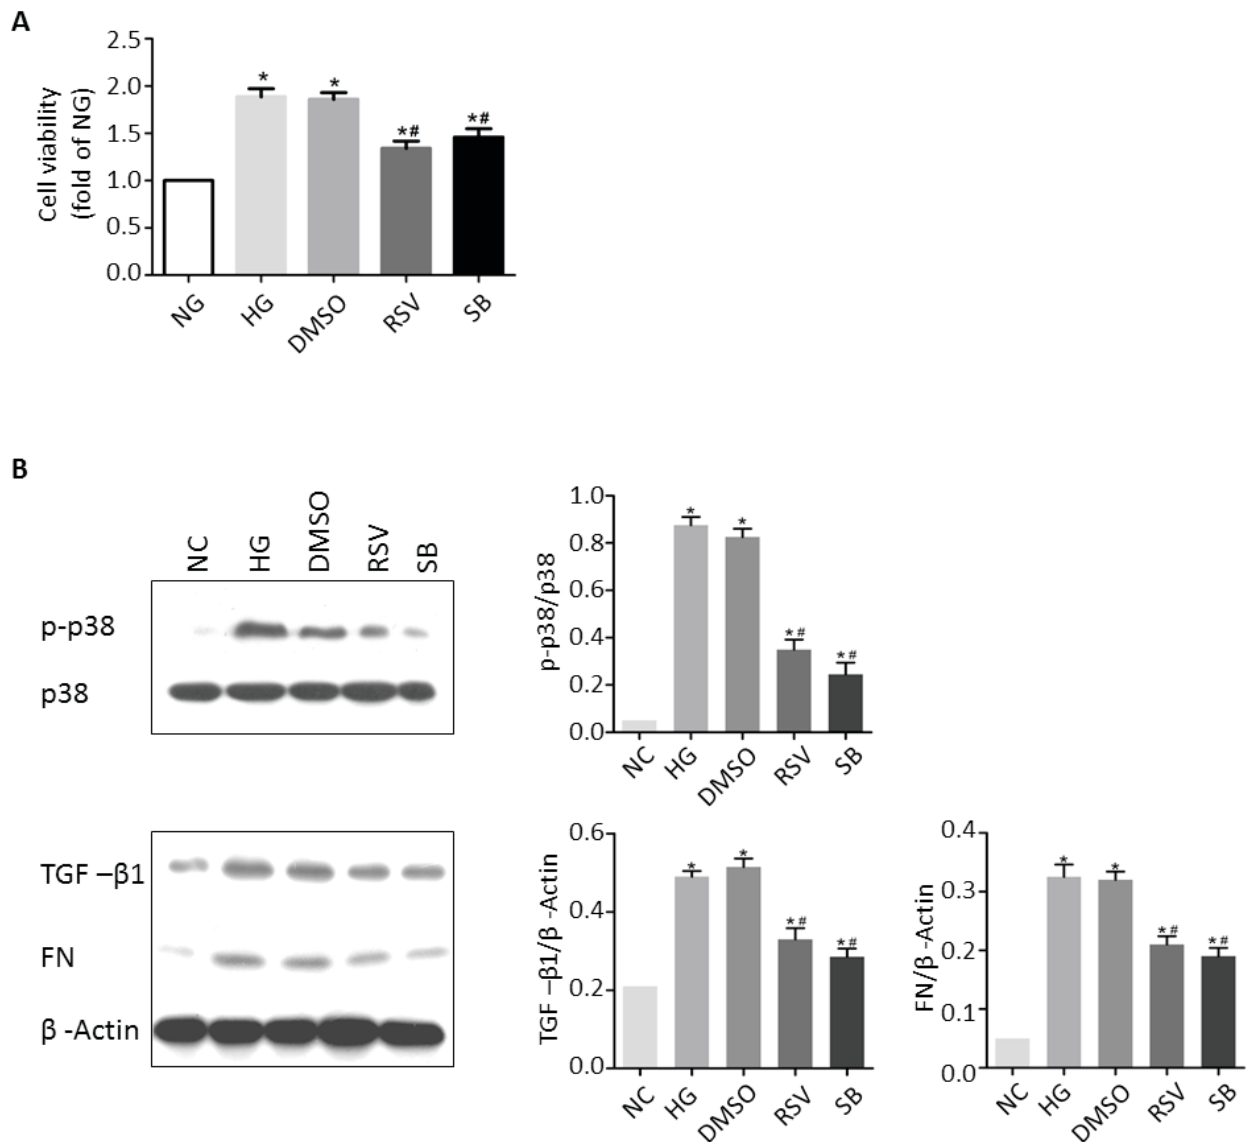 A
Cell viability
(fold of NG)
2.5
2.0
1.5
1.0
0.5
0.0
* * *# *#
NG HG DMSO RSV SB
B
NC HG DMSO RSV SB
p-p38
p38
p-p38/p38
1.0
0.8
0.6
0.4
0.2
0.0
* * *# *#
NC HG DMSO RSV SB
TGF –β1
FN
β -Actin
TGF –β1/β -Actin
0.6
0.4
0.2
0.0
* * *# *#
NC HG DMSO RSV SB
FN/β -Actin
0.4
0.3
0.2
0.1
0.0
* * *# *#
NC HG DMSO RSV SB